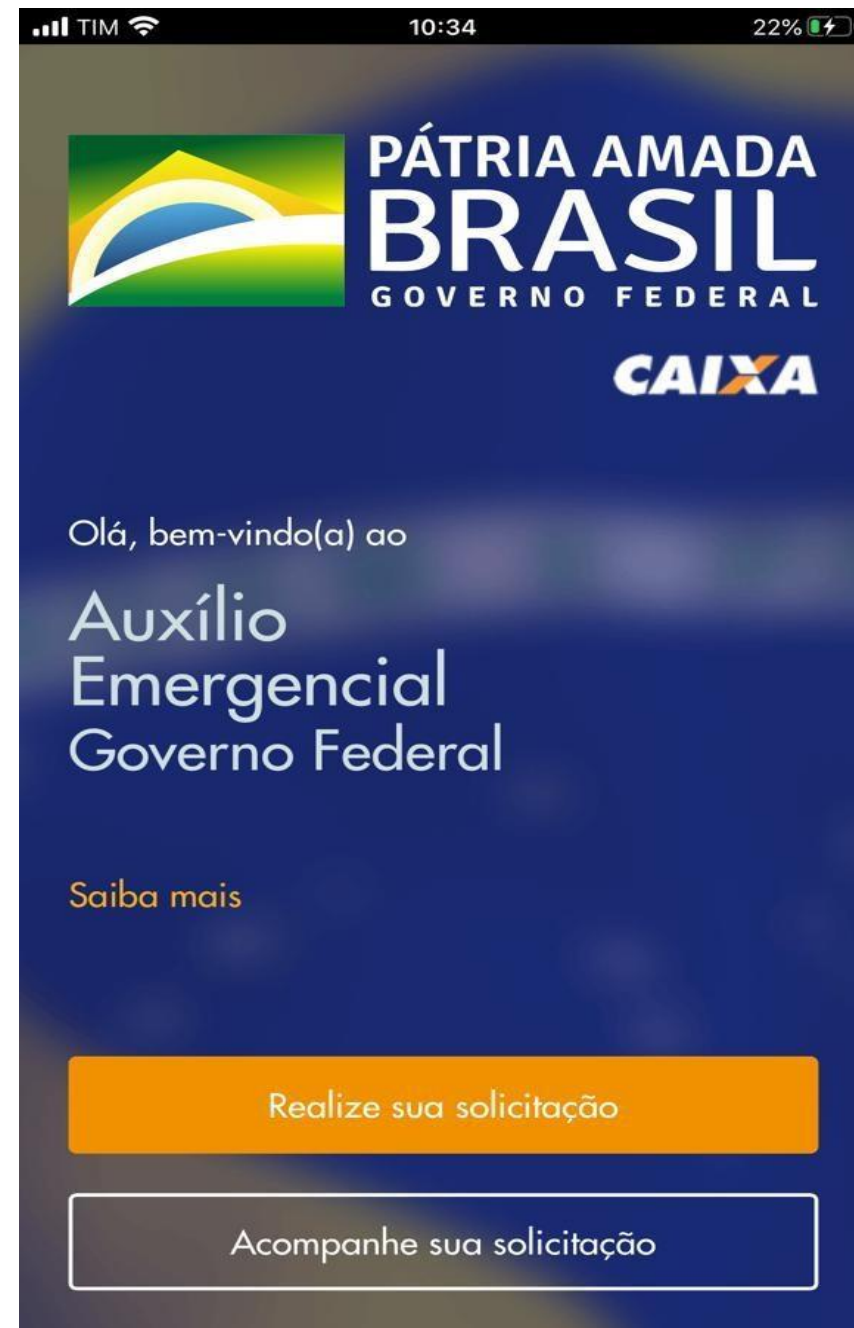 TIM 10:34 22%
PÁTRIA AMADA
BRASIL
GOVERNO FEDERAL
CAIXA
Olá, bem-vindo(a) ao
Auxílio
Emergencial
Governo Federal
Saiba mais
Realize sua solicitação
Acompanhe sua solicitação